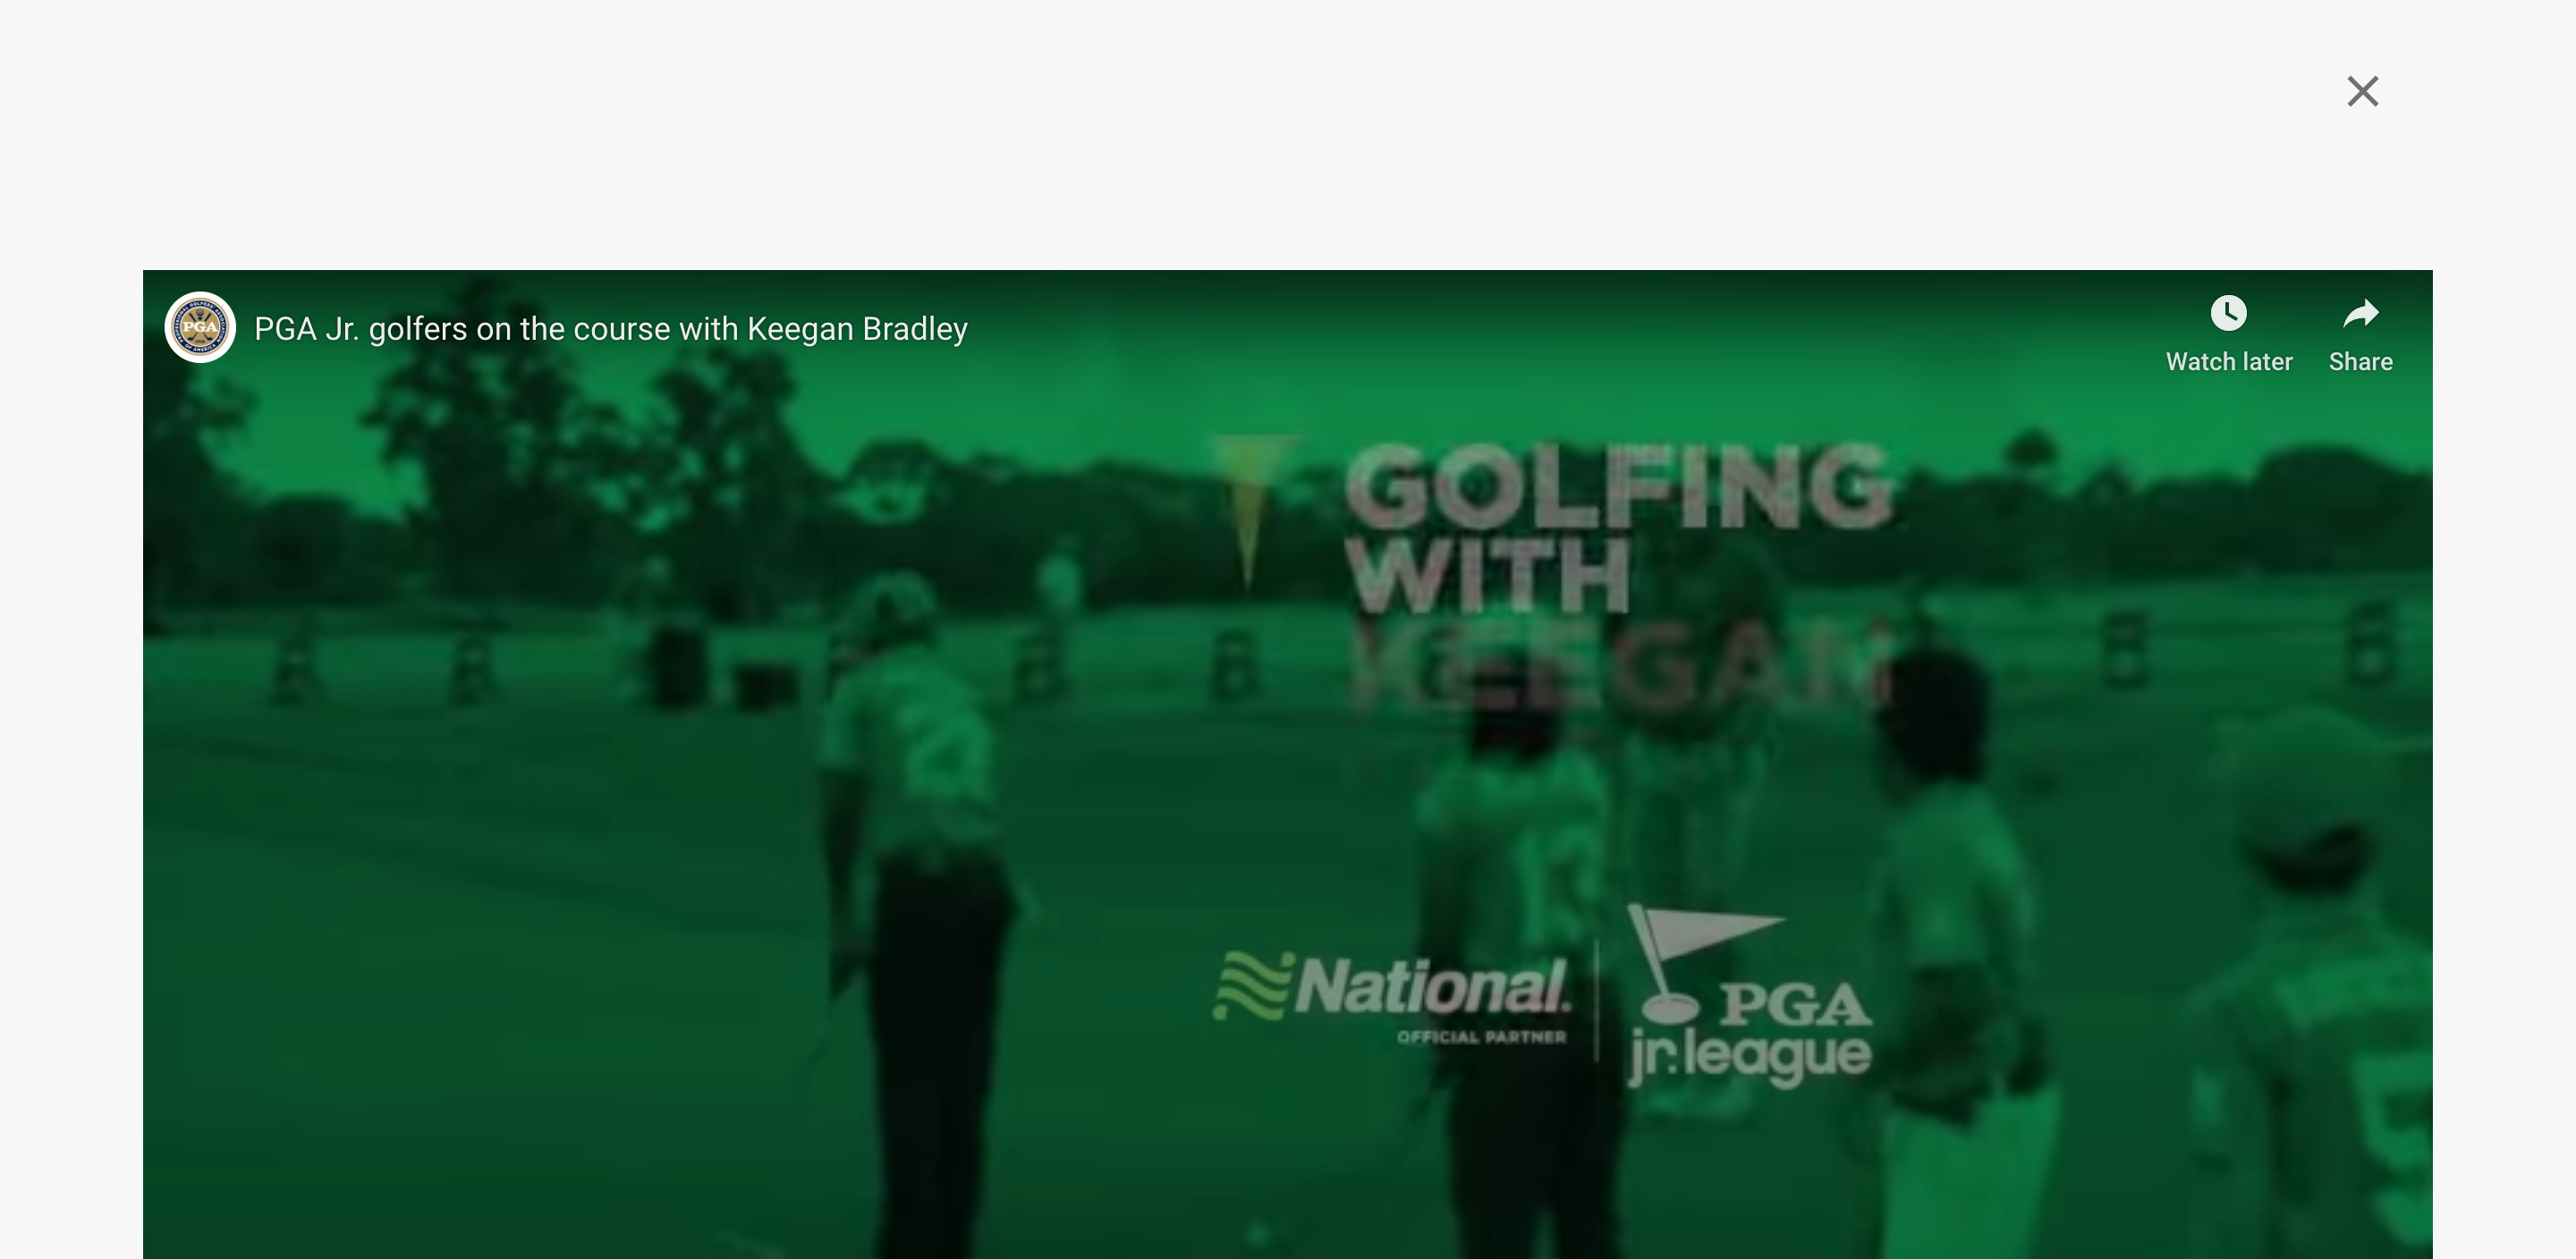 PGA
PGA Jr. golfers on the course with Keegan Bradley
Watch later
Share
GOLFING
WITH
KEEGAN
National.
OFFICIAL PARTNER
PGA
jr.league